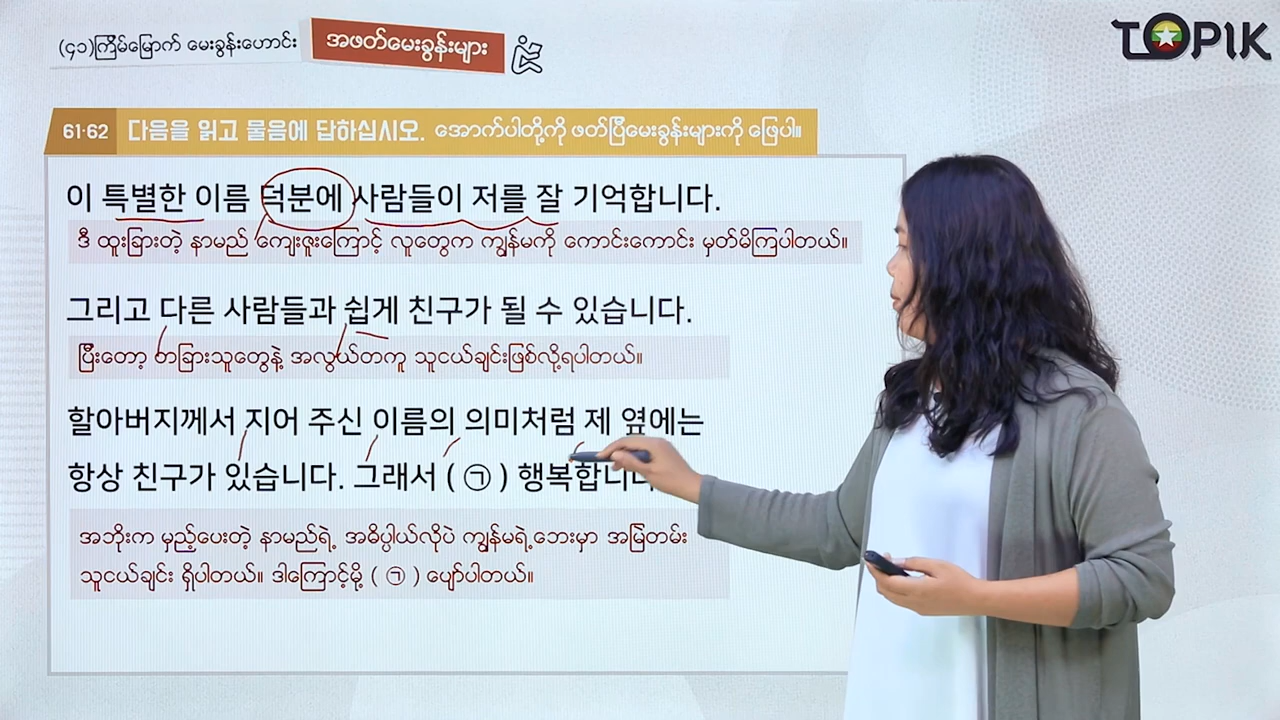 (၄၁)ကြိမ်မြောက် မေးခွန်းဟောင်း
အဖတ်မေးခွန်းများ
TOPIK
61·62 다음을 읽고 물음에 답하십시오. အောက်ပါတို့ကို ဖတ်ပြီမေးခွန်းများကို ဖြေပါ။
이 특별한 이름 덕분에 사람들이 저를 잘 기억합니다.
ဒီ ထူးခြားတဲ့ နာမည် ကျေးဇူးကြောင့် လူတွေက ကျွန်မကို ကောင်းကောင်း မှတ်မိကြပါတယ်။
그리고 다른 사람들과 쉽게 친구가 될 수 있습니다.
ပြီးတော့ တခြားသူတွေနဲ့ အလွယ်တကူ သူငယ်ချင်းဖြစ်လို့ရပါတယ်။
할아버지께서 지어 주신 이름의 의미처럼 제 옆에는
항상 친구가 있습니다. 그래서 ( ㉠ ) 행복합니다
အဘိုးက မှည့်ပေးတဲ့ နာမည်ရဲ့ အဓိပ္ပါယ်လိုပဲ ကျွန်မရဲ့ဘေးမှာ အမြဲတမ်း
သူငယ်ချင်း ရှိပါတယ်။ ဒါကြောင့်မို့ ( ㉠ ) ပျော်ပါတယ်။